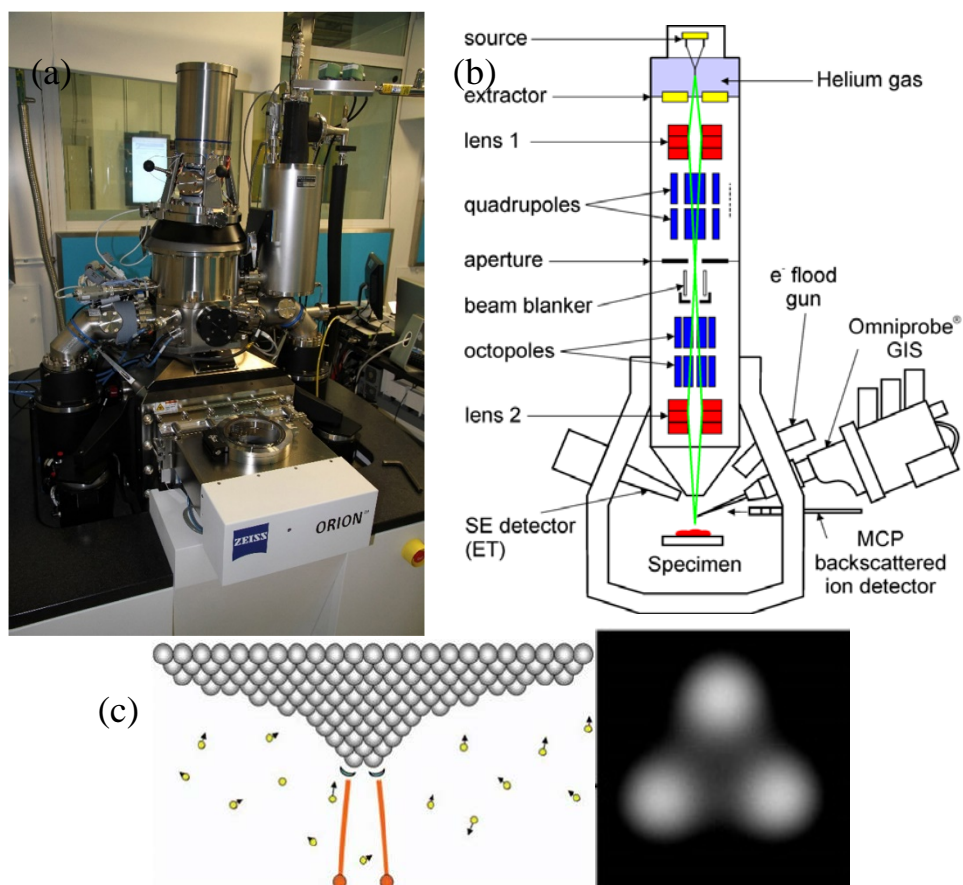 (a)
ZEISS
ORION™
(b)
source
Helium gas
extractor
lens 1
quadrupoles
aperture
beam blanker
e⁻ flood
gun
Omniprobe®
GIS
octopoles
lens 2
SE detector
(ET)
Specimen
MCP
backscattered
ion detector
(c)